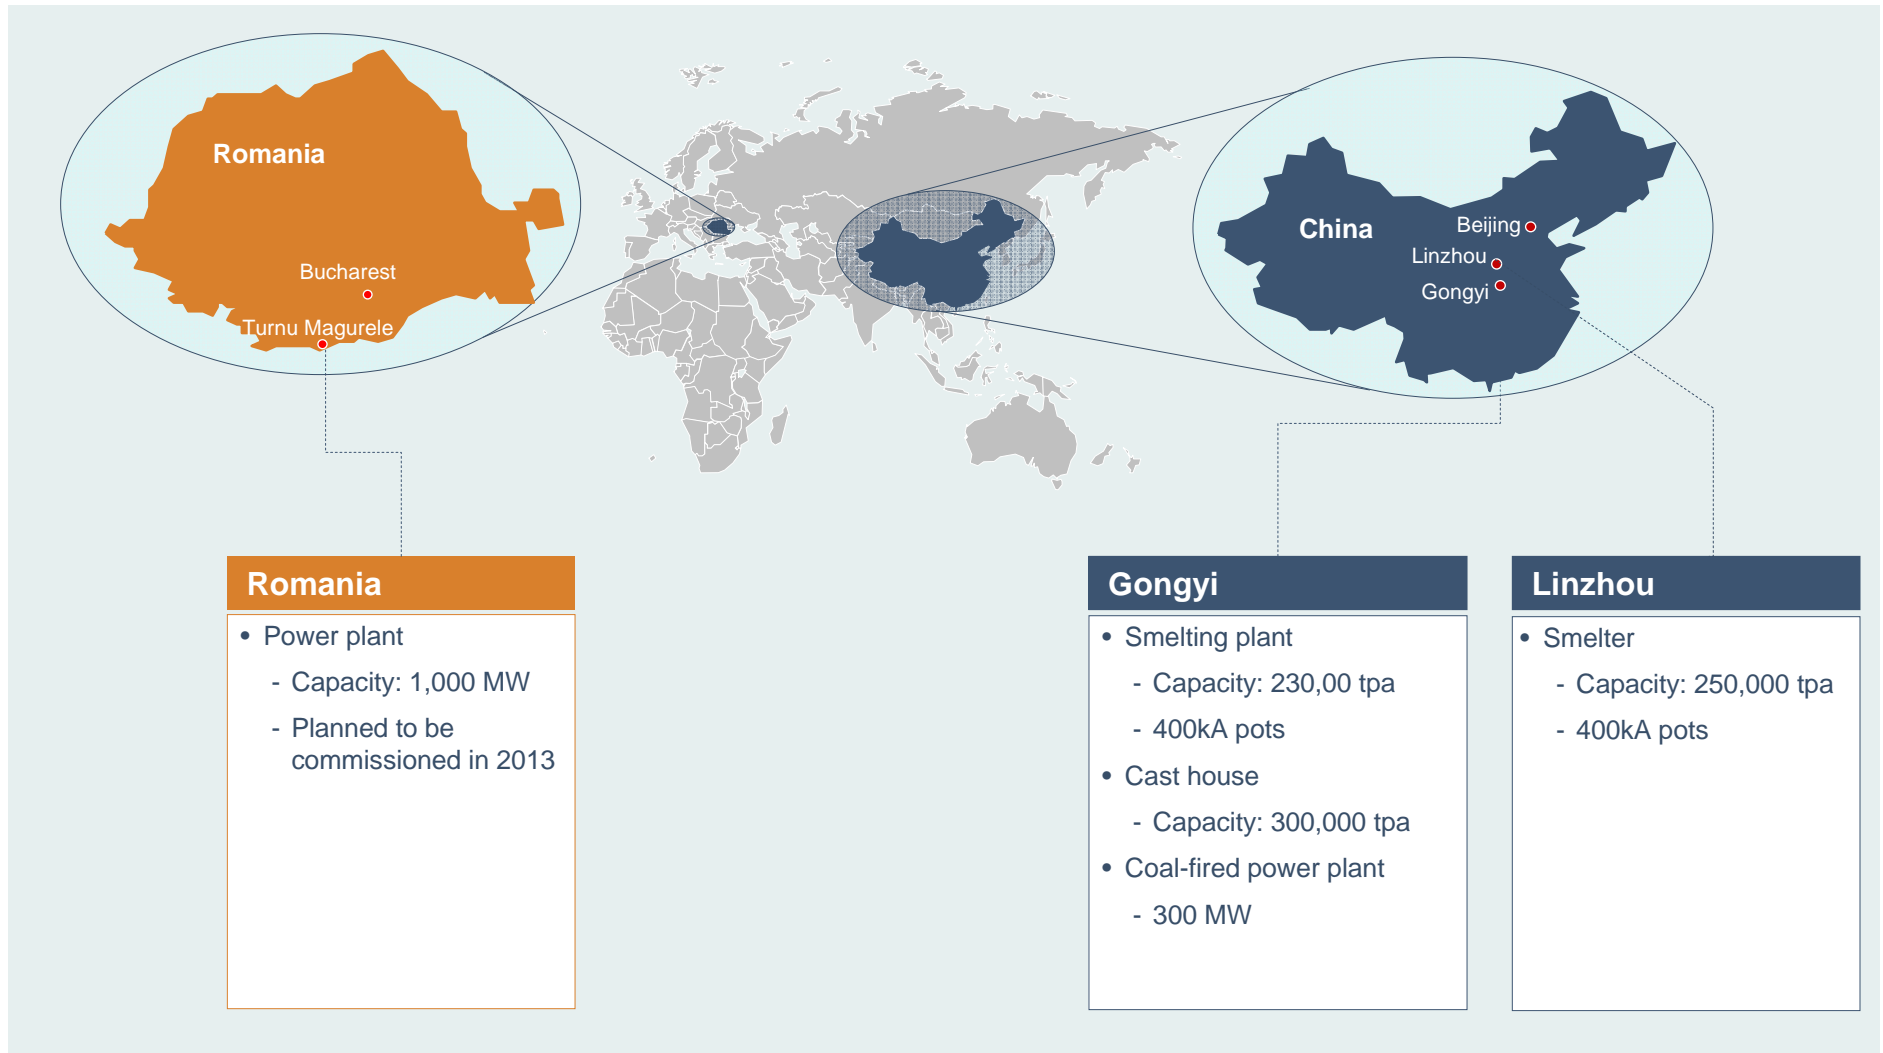 Romania
Bucharest
Turnu Magurele
China
Beijing
Linzhou
Gongyi
Romania
• Power plant
- Capacity: 1,000 MW
- Planned to be
commissioned in 2013
Gongyi
• Smelting plant
- Capacity: 230,00 tpa
- 400kA pots
• Cast house
- Capacity: 300,000 tpa
• Coal-fired power plant
- 300 MW
Linzhou
• Smelter
- Capacity: 250,000 tpa
- 400kA pots